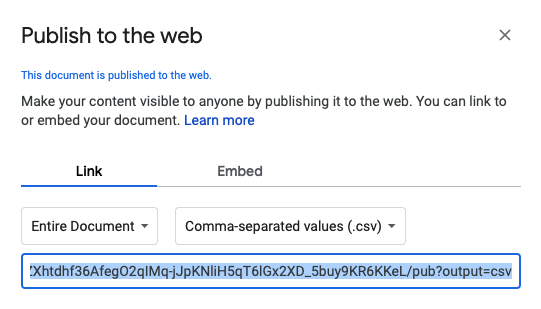 Publish to the web
This document is published to the web.
Make your content visible to anyone by publishing it to the web. You can link to
or embed your document. Learn more
Link Embed
Entire Document Comma-separated values (.csv)
Xhtdhf36AfegO2qIMq-jJpKNliH5qT6lGx2XD_5buy9KR6KKeL/pub?output=csv